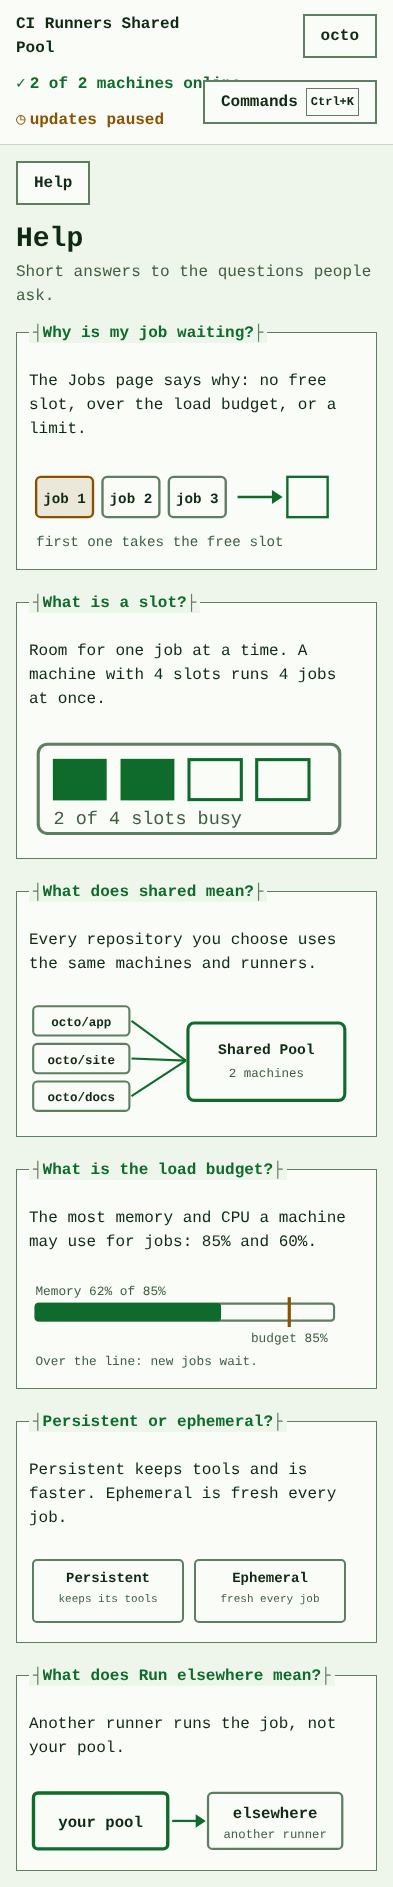 CI Runners Shared
Pool
octo
✓ 2 of 2 machines online
Commands Ctrl+K
◷ updates paused
Help
Help
Short answers to the questions people
ask.
Why is my job waiting?
The Jobs page says why: no free
slot, over the load budget, or a
limit.
job 1 job 2 job 3
first one takes the free slot
What is a slot?
Room for one job at a time. A
machine with 4 slots runs 4 jobs
at once.
2 of 4 slots busy
What does shared mean?
Every repository you choose uses
the same machines and runners.
octo/app
octo/site
octo/docs
Shared Pool
2 machines
What is the load budget?
The most memory and CPU a machine
may use for jobs: 85% and 60%.
Memory 62% of 85%
budget 85%
Over the line: new jobs wait.
Persistent or ephemeral?
Persistent keeps tools and is
faster. Ephemeral is fresh every
job.
Persistent
keeps its tools
Ephemeral
fresh every job
What does Run elsewhere mean?
Another runner runs the job, not
your pool.
your pool
elsewhere
another runner